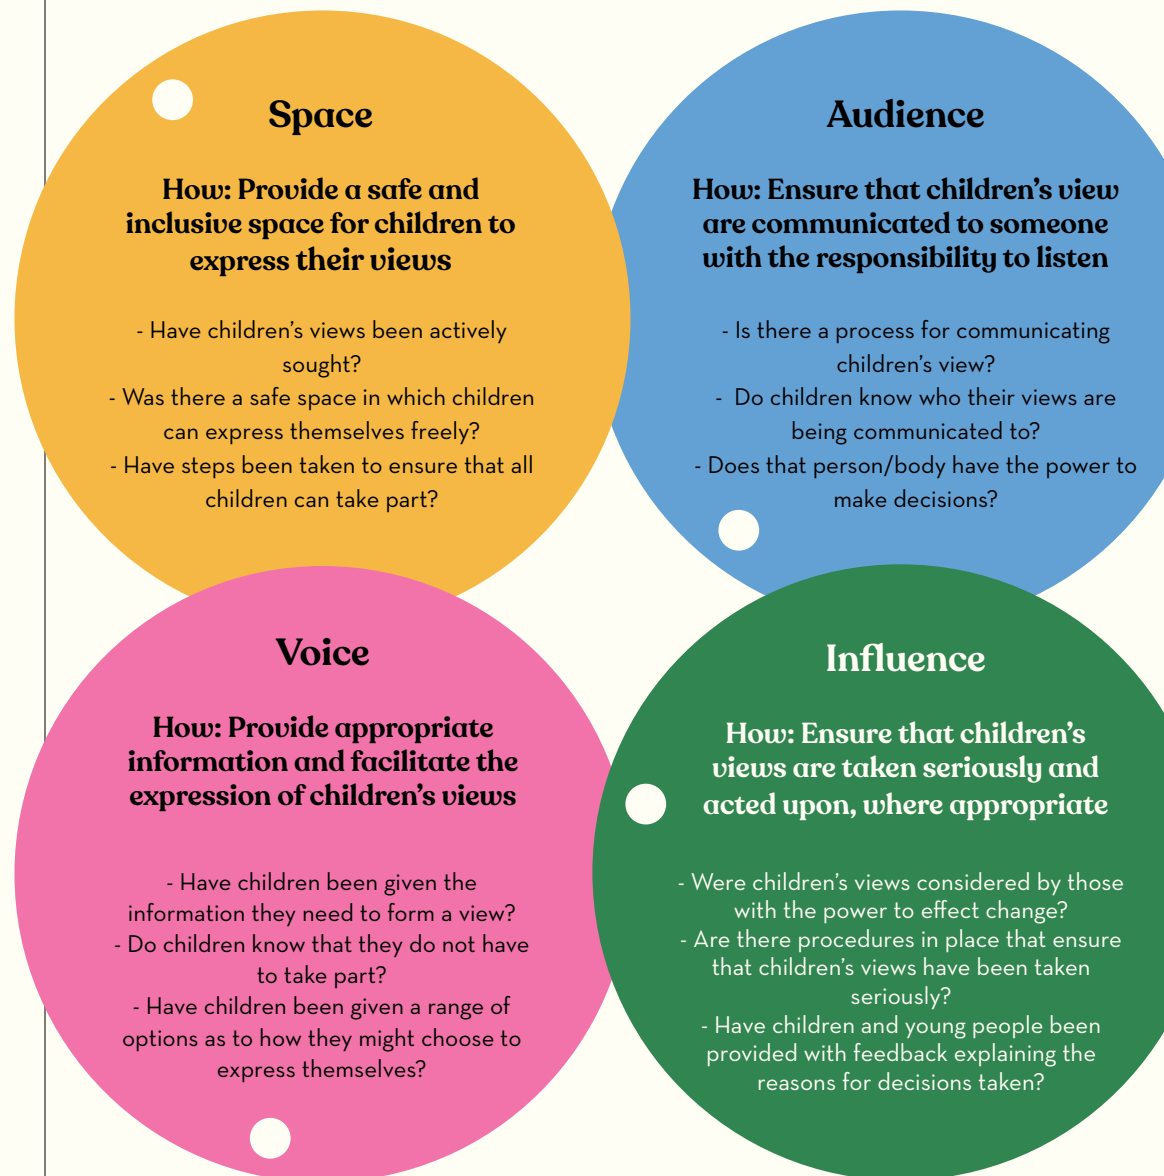 Space
How: Provide a safe and
inclusive space for children to
express their views
- Have children’s views been actively
sought?
- Was there a safe space in which children
can express themselves freely?
- Have steps been taken to ensure that all
children can take part?
Audience
How: Ensure that children’s view
are communicated to someone
with the responsibility to listen
- Is there a process for communicating
children’s view?
- Do children know who their views are
being communicated to?
- Does that person/body have the power to
make decisions?
Voice
How: Provide appropriate
information and facilitate the
expression of children’s views
- Have children been given the
information they need to form a view?
- Do children know that they do not have
to take part?
- Have children been given a range of
options as to how they might choose to
express themselves?
Influence
How: Ensure that children’s
views are taken seriously and
acted upon, where appropriate
- Were children’s views considered by those
with the power to effect change?
- Are there procedures in place that ensure
that children’s views have been taken
seriously?
- Have children and young people been
provided with feedback explaining the
reasons for decisions taken?